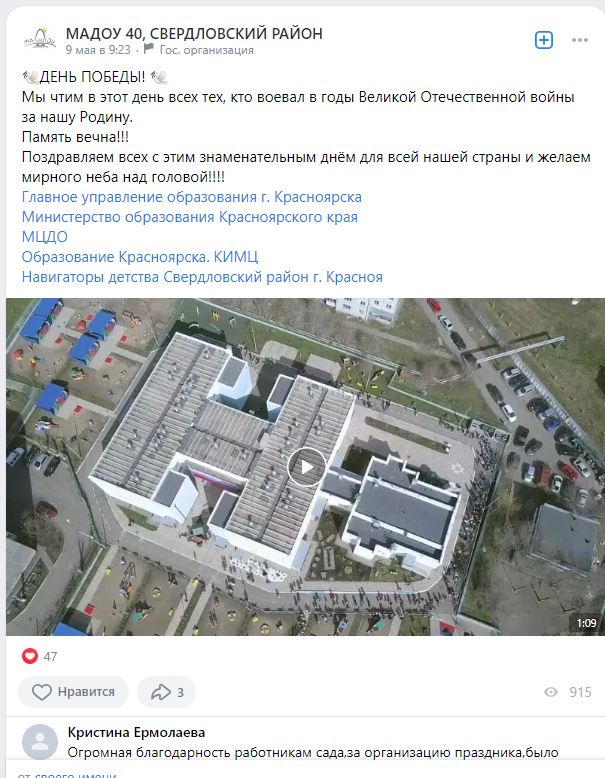 МАДОУ 40, СВЕРДЛОВСКИЙ РАЙОН
9 мая в 9:23 · Гос. организация
🕊ДЕНЬ ПОБЕДЫ! 🕊
Мы чтим в этот день всех тех, кто воевал в годы Великой Отечественной войны
за нашу Родину.
Память вечна!!!
Поздравляем всех с этим знаменательным днём для всей нашей страны и желаем
мирного неба над головой!!!!
Главное управление образования г. Красноярска
Министерство образования Красноярского края
МЦДО
Образование Красноярска. КИМЦ
Навигаторы детства Свердловский район г. Красноя
1:09
47
Нравится
3
915
Кристина Ермолаева
Огромная благодарность работникам сада,за организацию праздника,было
от своего имени